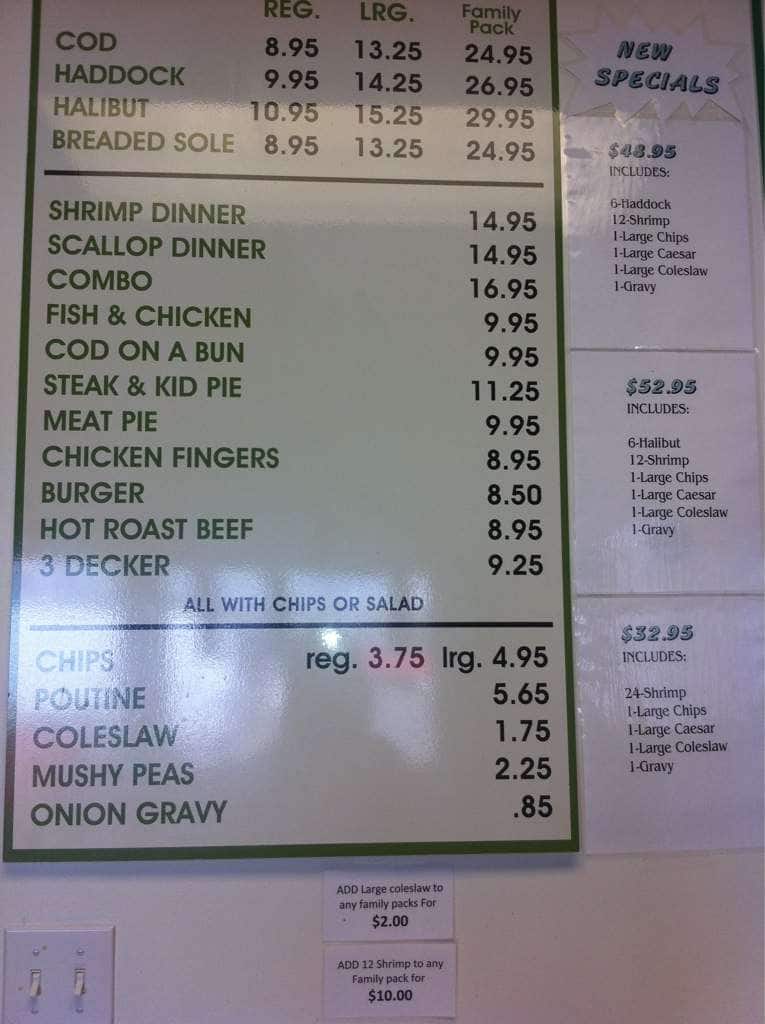 REG. LRG. Family Pack
COD 8.95 13.25 24.95
HADDOCK 9.95 14.25 26.95
HALIBUT 10.95 15.25 29.95
BREADED SOLE 8.95 13.25 24.95
SHRIMP DINNER 14.95
SCALLOP DINNER 14.95
COMBO 16.95
FISH & CHICKEN 9.95
COD ON A BUN 9.95
STEAK & KID PIE 11.25
MEAT PIE 9.95
CHICKEN FINGERS 8.95
BURGER 8.50
HOT ROAST BEEF 8.95
3 DECKER 9.25
ALL WITH CHIPS OR SALAD
CHIPS reg. 3.75 lrg. 4.95
POUTINE 5.65
COLESLAW 1.75
MUSHY PEAS 2.25
ONION GRAVY .85
NEW
SPECIALS
$48.95
INCLUDES:
6-Haddock
12-Shrimp
1-Large Chips
1-Large Caesar
1-Large Coleslaw
1-Gravy
$52.95
INCLUDES:
6-Halibut
12-Shrimp
1-Large Chips
1-Large Caesar
1-Large Coleslaw
1-Gravy
$32.95
INCLUDES:
24-Shrimp
1-Large Chips
1-Large Caesar
1-Large Coleslaw
1-Gravy
ADD Large coleslaw to
any family packs For
$2.00
ADD 12 Shrimp to any
Family pack for
$10.00